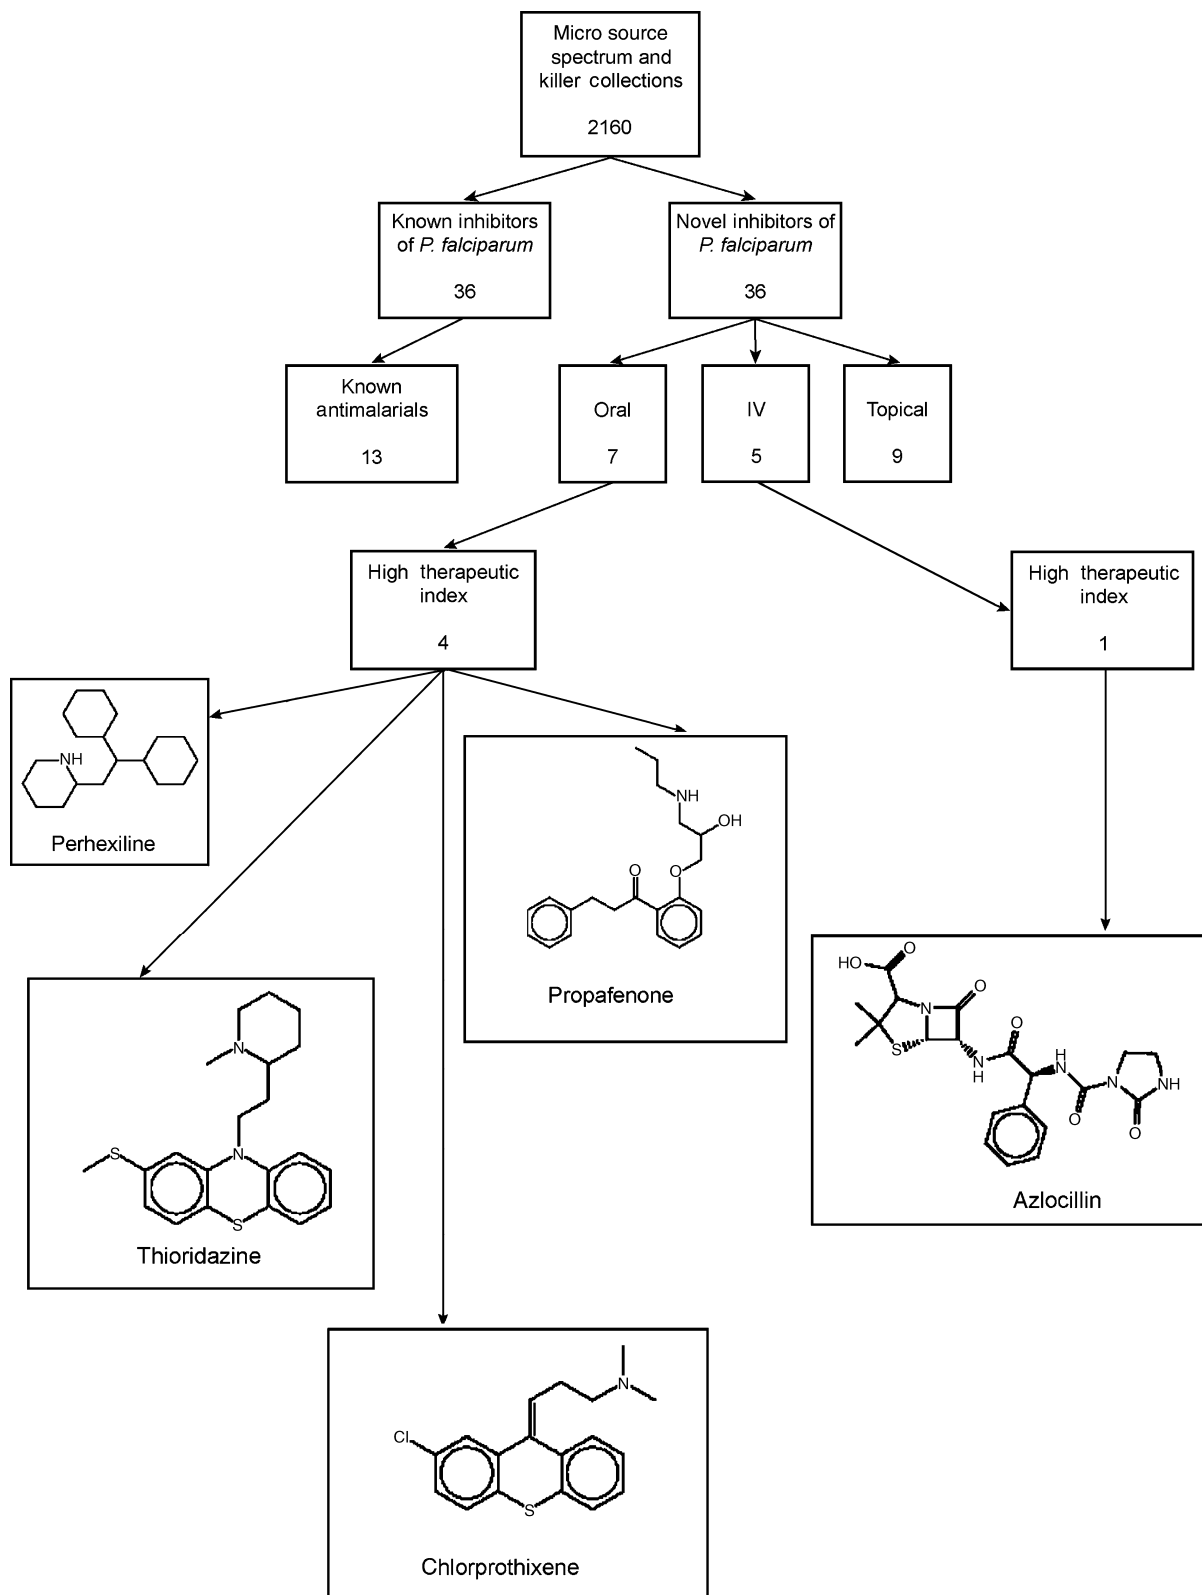 Micro source
spectrum and
killer collections
2160
Known inhibitors
of P. falciparum
36
Novel inhibitors of
P. falciparum
36
Known
antimalarials
13
Oral
7
IV
5
Topical
9
High therapeutic
index
4
High therapeutic
index
1
NH
Perhexiline
NH
OH
O
O
Propafenone
HO
O
N
O
S
N
H
O
H
N
O
N
NH
O
Azlocillin
N
S
N
S
Thioridazine
N
Cl
S
Chlorprothixene